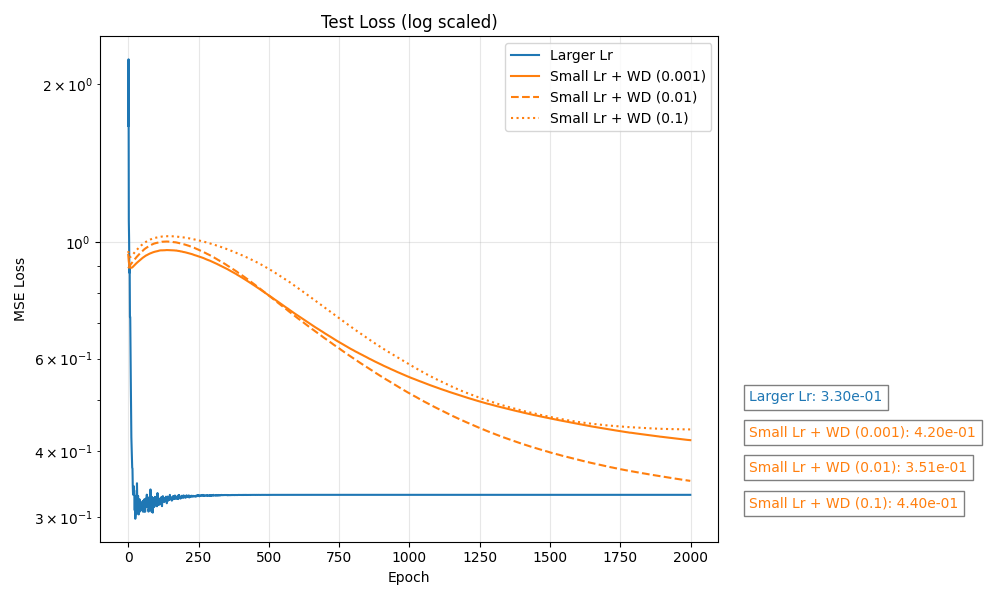 Test Loss (log scaled)
Larger Lr
Small Lr + WD (0.001)
Small Lr + WD (0.01)
Small Lr + WD (0.1)
MSE Loss
2 × 10⁰
10⁰
6 × 10⁻¹
4 × 10⁻¹
3 × 10⁻¹
0 250 500 750 1000 1250 1500 1750 2000
Epoch
Larger Lr: 3.30e-01
Small Lr + WD (0.001): 4.20e-01
Small Lr + WD (0.01): 3.51e-01
Small Lr + WD (0.1): 4.40e-01